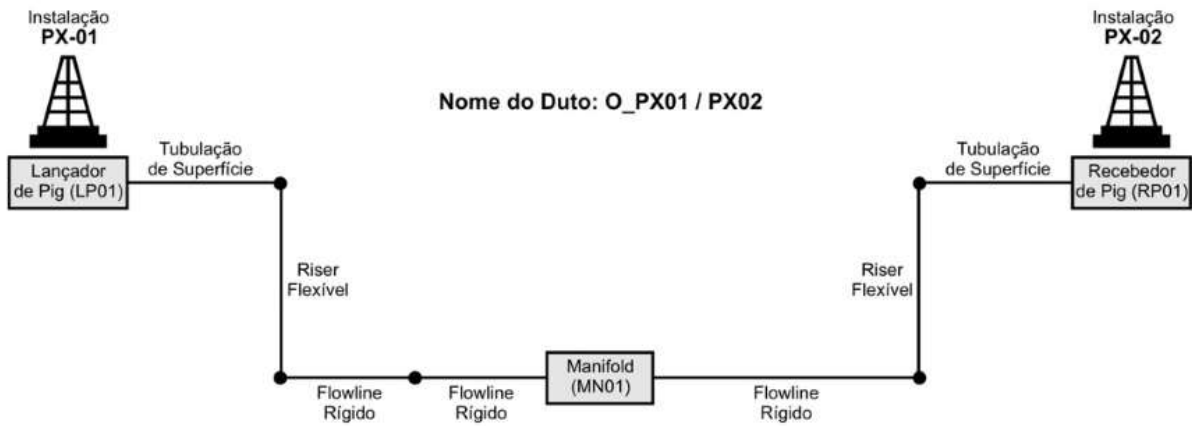 Instalação
PX-01
Instalação
PX-02
Nome do Duto: O_PX01 / PX02
Tubulação
de Superfície
Tubulação
de Superfície
Lançador
de Pig (LP01)
Recebedor
de Pig (RP01)
Riser
Flexível
Riser
Flexível
Manifold
(MN01)
Flowline
Rígido
Flowline
Rígido
Flowline
Rígido